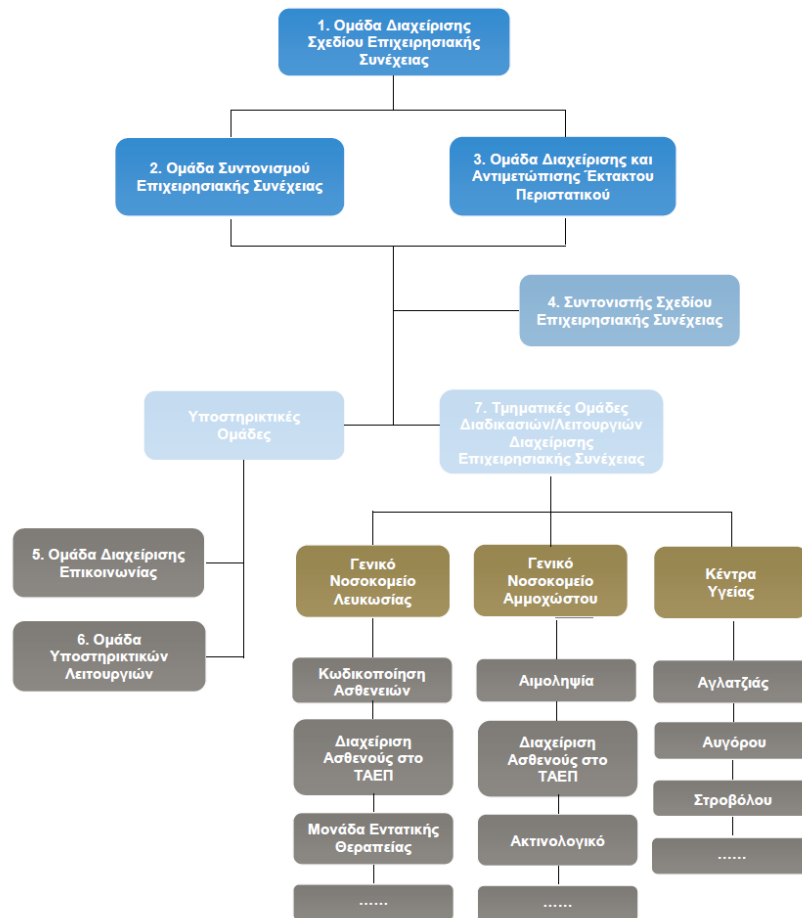 1. Ομάδα Διαχείρισης
Σχεδίου Επιχειρησιακής
Συνέχειας
2. Ομάδα Συντονισμού
Επιχειρησιακής Συνέχειας
3. Ομάδα Διαχείρισης και
Αντιμετώπισης Έκτακτου
Περιστατικού
4. Συντονιστής Σχεδίου
Επιχειρησιακής Συνέχειας
Υποστηρικτικές
Ομάδες
7. Τμηματικές Ομάδες
Διαδικασιών/Λειτουργιών
Διαχείρισης
Επιχειρησιακής Συνέχειας
5. Ομάδα Διαχείρισης
Επικοινωνίας
6. Ομάδα
Υποστηρικτικών
Λειτουργιών
Γενικό
Νοσοκομείο
Λευκωσίας
Κωδικοποίηση
Ασθενειών
Διαχείριση
Ασθενούς στο
ΤΑΕΠ
Μονάδα Εντατικής
Θεραπείας
......
Γενικό
Νοσοκομείο
Αμμοχώστου
Αιμοληψία
Διαχείριση
Ασθενούς στο
ΤΑΕΠ
Ακτινολογικό
......
Κέντρα
Υγείας
Αγλατζιάς
Αυγόρου
Στροβόλου
......